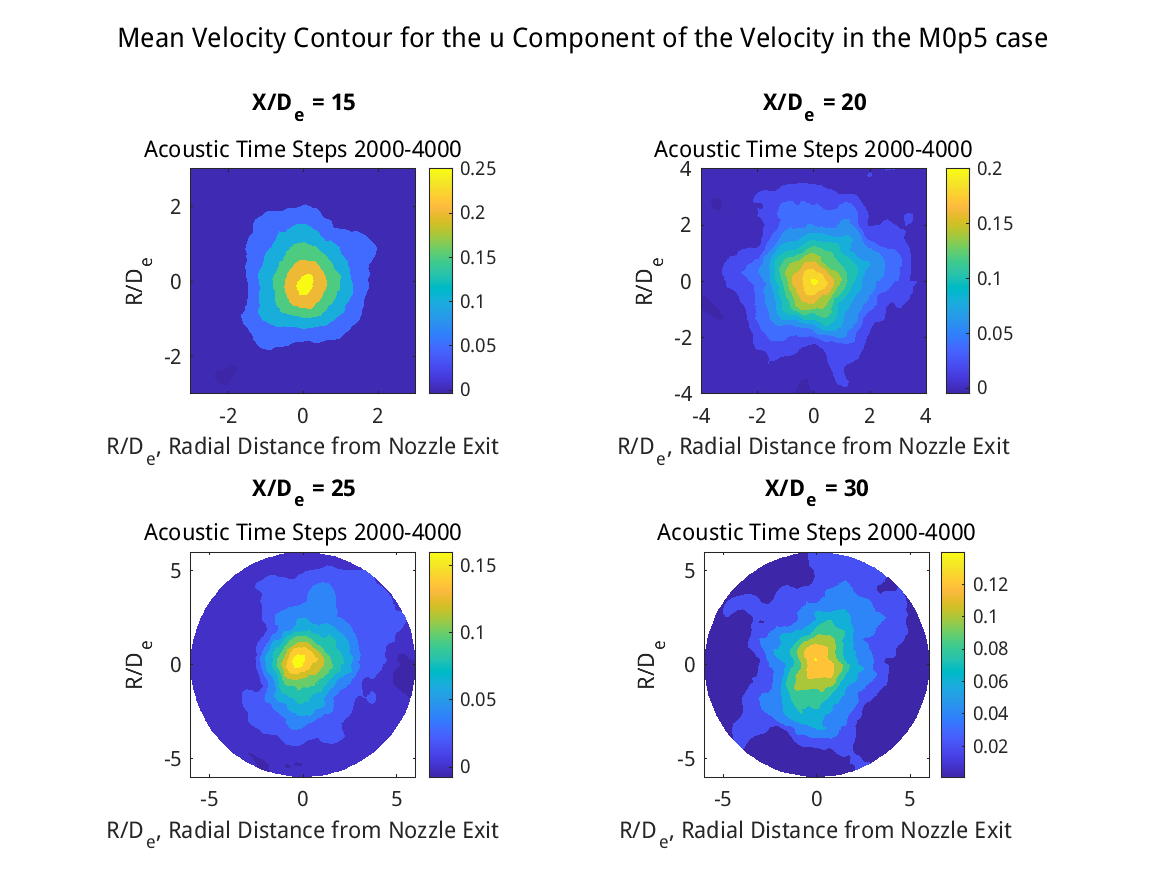 Mean Velocity Contour for the u Component of the Velocity in the M0p5 case
X/De = 15
Acoustic Time Steps 2000-4000
2
0
-2
-2 0 2
R/De
R/De, Radial Distance from Nozzle Exit
0.25
0.2
0.15
0.1
0.05
0
X/De = 20
Acoustic Time Steps 2000-4000
4
2
0
-2
-4
-4 -2 0 2 4
R/De
R/De, Radial Distance from Nozzle Exit
0.2
0.15
0.1
0.05
0
X/De = 25
Acoustic Time Steps 2000-4000
5
0
-5
-5 0 5
R/De
R/De, Radial Distance from Nozzle Exit
0.15
0.1
0.05
0
X/De = 30
Acoustic Time Steps 2000-4000
5
0
-5
-5 0 5
R/De
R/De, Radial Distance from Nozzle Exit
0.12
0.1
0.08
0.06
0.04
0.02